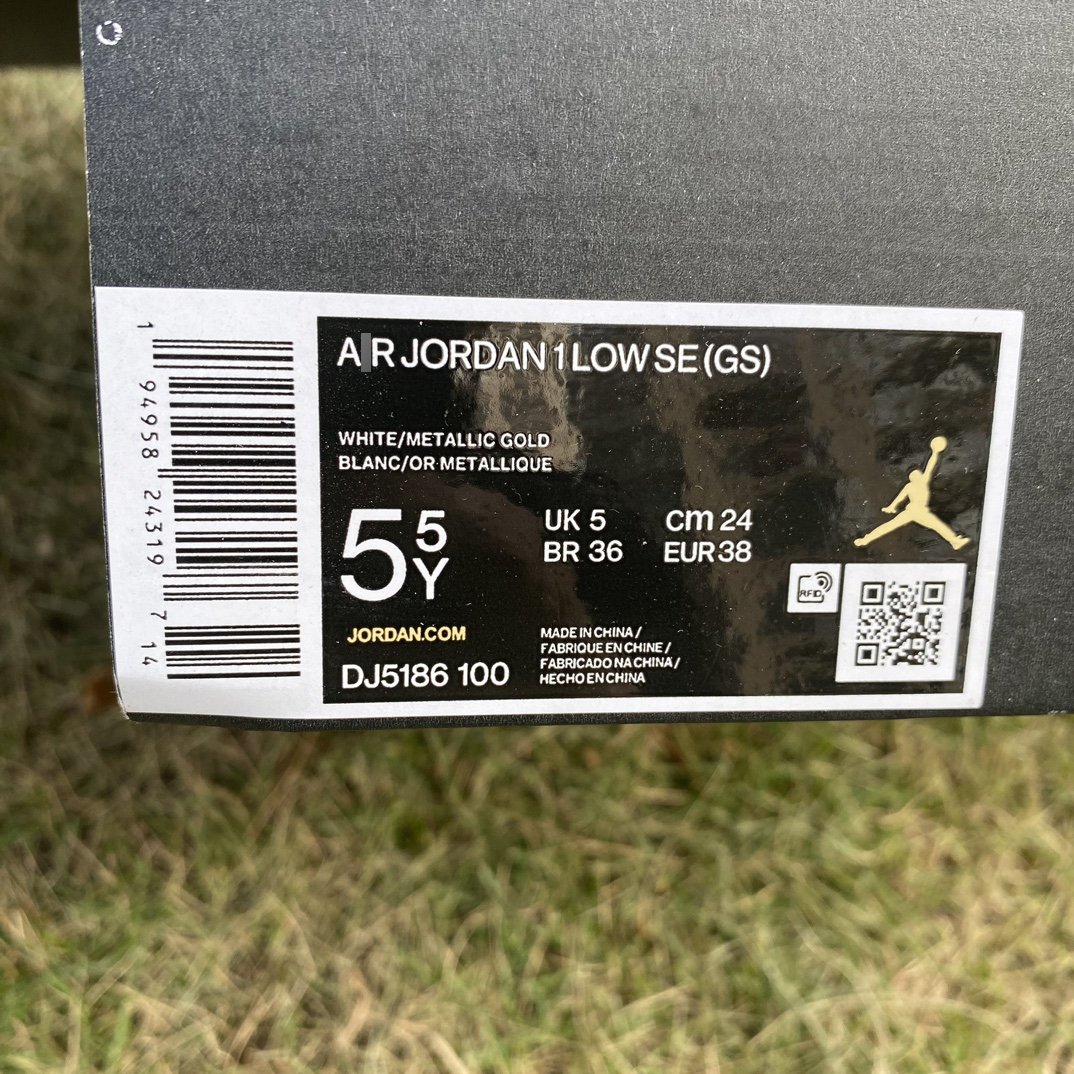 AIR JORDAN 1 LOW SE (GS)
WHITE/METALLIC GOLD
BLANC/OR METALLIQUE
5 5 Y
UK 5 cm 24
BR 36 EUR 38
RFID
JORDAN.COM
DJ5186 100
MADE IN CHINA /
FABRIQUE EN CHINE /
FABRICADO NA CHINA /
HECHO EN CHINA
1 94958 24319 7 14